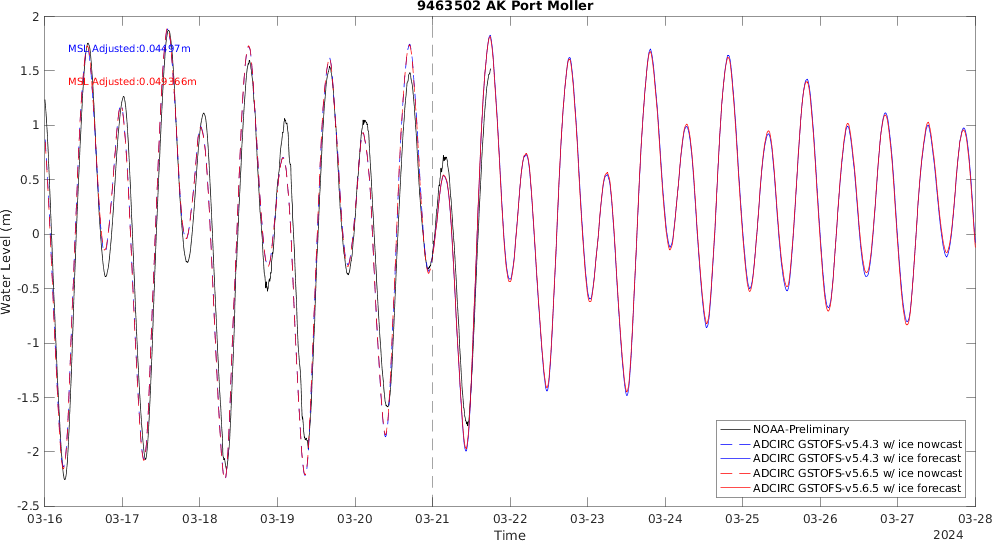 9463502 AK Port Moller
2
1.5
1
0.5
0
-0.5
-1
-1.5
-2
-2.5
Water Level (m)
MSL Adjusted:0.04497m
MSL Adjusted:0.049366m
NOAA-Preliminary
ADCIRC GSTOFS-v5.4.3 w/ ice nowcast
ADCIRC GSTOFS-v5.4.3 w/ ice forecast
ADCIRC GSTOFS-v5.6.5 w/ ice nowcast
ADCIRC GSTOFS-v5.6.5 w/ ice forecast
03-16 03-17 03-18 03-19 03-20 03-21 03-22 03-23 03-24 03-25 03-26 03-27 03-28
Time
2024